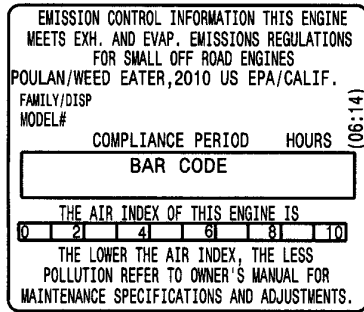 EMISSION CONTROL INFORMATION THIS ENGINE
MEETS EXH. AND EVAP. EMISSIONS REGULATIONS
FOR SMALL OFF ROAD ENGINES
POULAN/WEED EATER,2010 US EPA/CALIF.
FAMILY/DISP
MODEL#
COMPLIANCE PERIOD HOURS
(06:14)
BAR CODE
THE AIR INDEX OF THIS ENGINE IS
0 2 4 6 8 10
THE LOWER THE AIR INDEX, THE LESS
POLLUTION REFER TO OWNER'S MANUAL FOR
MAINTENANCE SPECIFICATIONS AND ADJUSTMENTS.